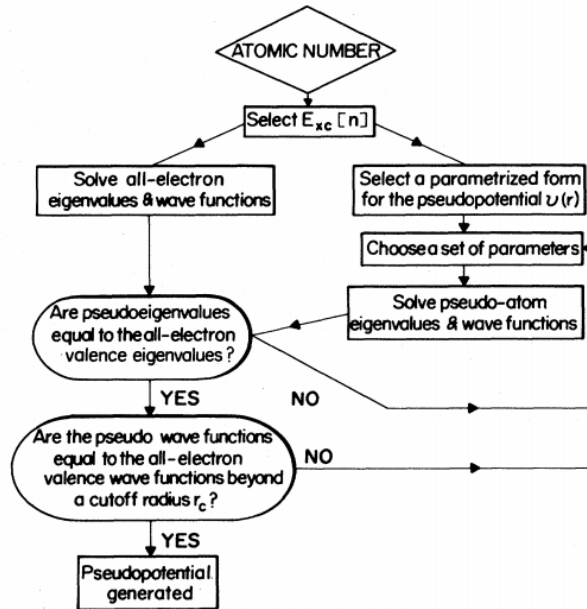 ATOMIC NUMBER
Select Exc [n]
Solve all-electron
eigenvalues & wave functions
Select a parametrized form
for the pseudopotential υ(r)
Choose a set of parameters
Solve pseudo-atom
eigenvalues & wave functions
Are pseudoeigenvalues
equal to the all-electron
valence eigenvalues?
YES
NO
Are the pseudo wave functions
equal to the all-electron
valence wave functions beyond
a cutoff radius rc?
NO
YES
Pseudopotential
generated